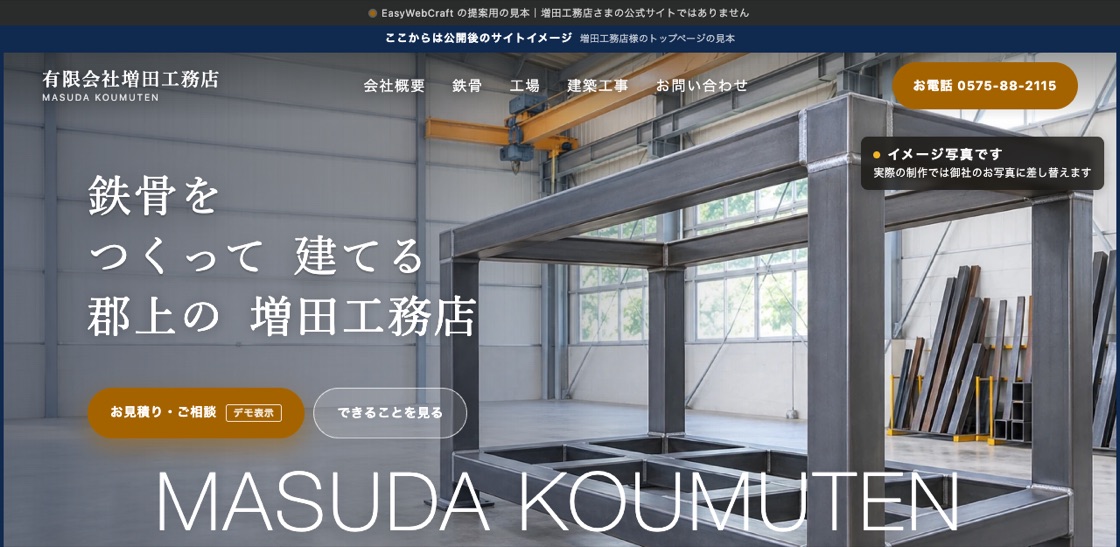 EasyWebCraft の提案用の見本｜増田工務店さまの公式サイトではありません
ここからは公開後のサイトイメージ 増田工務店様のトップページの見本
有限会社増田工務店
MASUDA KOUMUTEN
会社概要 鉄骨 工場 建築工事 お問い合わせ
お電話 0575-88-2115
イメージ写真です
実際の制作では御社のお写真に差し替えます
鉄骨を
つくって 建てる
郡上の 増田工務店
お見積り・ご相談 デモ表示
できることを見る
MASUDA KOUMUTEN